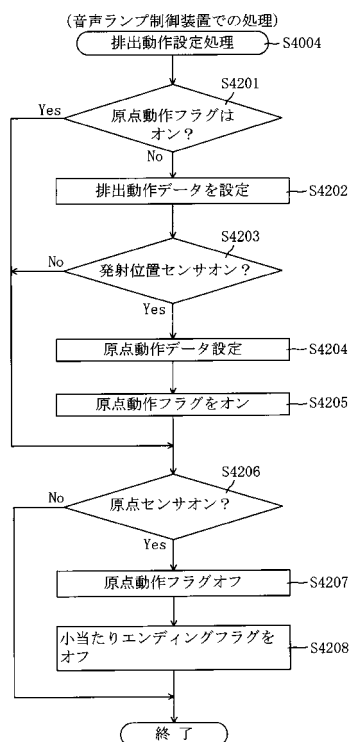 (音声ランプ制御装置での処理)
排出動作設定処理
S4004
S4201
Yes
原点動作フラグは
オン?
No
排出動作データを設定
S4202
S4203
No
発射位置センサオン?
Yes
原点動作データ設定
S4204
原点動作フラグをオン
S4205
S4206
No
原点センサオン?
Yes
原点動作フラグオフ
S4207
小当たりエンディングフラグを
オフ
S4208
終 了